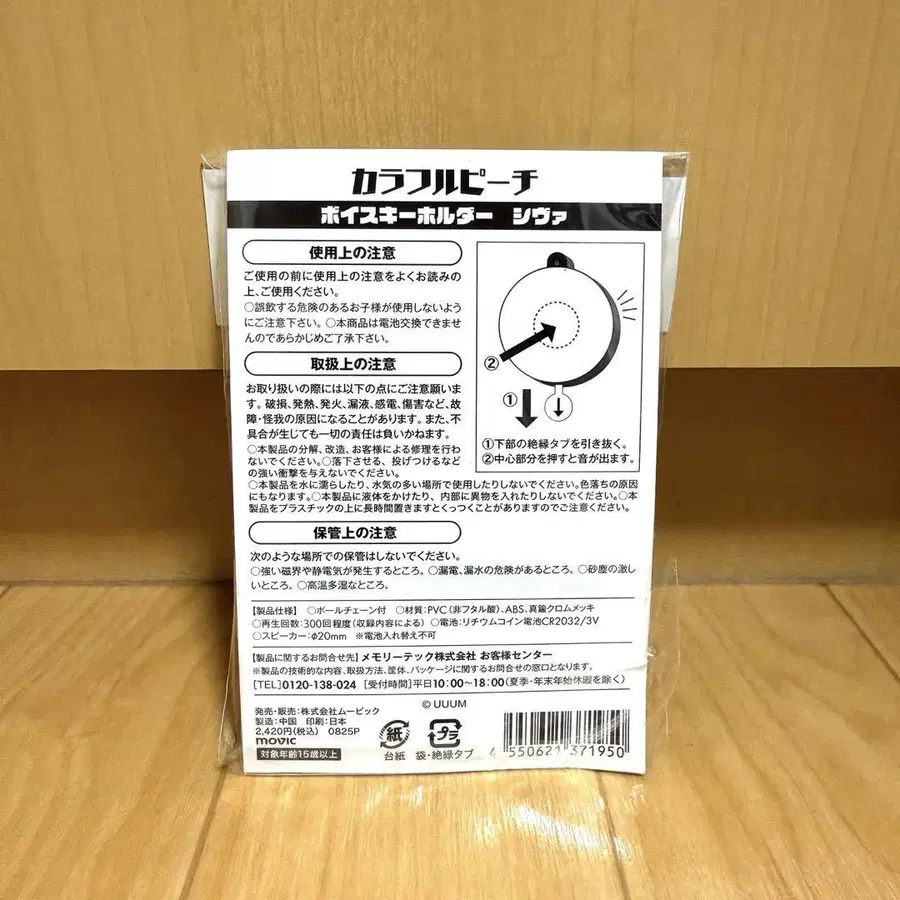 カラフルピーチ
ボイスキーホルダー シヴァ
使用上の注意
ご使用の前に使用上の注意をよくお読みの
上、ご使用ください。
○誤飲する危険のあるお子様が使用しないよう
にご注意下さい。○本商品は電池交換できませ
んのであらかじめご了承下さい。
取扱上の注意
お取り扱いの際には以下の点にご注意願いま
す。破損、発熱、発火、漏液、感電、傷害など、故
障・怪我の原因になることがあります。また、不
具合が生じても一切の責任は負いかねます。
○本製品の分解、改造、お客様による修理を行わ
ないでください。○落下させる、投げつけるなど
の強い衝撃を与えないでください。
○本製品を水に濡らしたり、水気の多い場所で使用したりしないでください。色落ちの原因
にもなります。○本製品に液体をかけたり、内部に異物を入れたりしないでください。○本
製品をプラスチックの上に長時間置きますとくっつくことがありますのでご注意ください。
②
①
①下部の絶縁タブを引き抜く。
②中心部分を押すと音が出ます。
保管上の注意
次のような場所での保管はしないでください。
○強い磁界や静電気が発生するところ。○漏電、漏水の危険があるところ。○砂塵の激し
いところ。○高温多湿なところ。
【製品仕様】 ○ボールチェーン付 ○材質:PVC(非フタル酸)、ABS、真鍮クロムメッキ
○再生回数:300回程度(収録内容による) ○電池:リチウムコイン電池CR2032/3V
○スピーカー:φ20mm ※電池入れ替え不可
【製品に関するお問合せ先】メモリーテック株式会社 お客様センター
※製品の技術的な内容、取扱方法、筐体、パッケージに関するお問合せの窓口となります。
[TEL]0120-138-024 [受付時間]平日10:00~18:00(夏季・年末年始休暇を除く)
© UUUM
発売・販売:株式会社ムービック
製造:中国 印刷:日本
2,420円(税込) 0825P
movic
対象年齢15歳以上
紙
台紙
プラ
袋・絶縁タブ
4 550621 371950